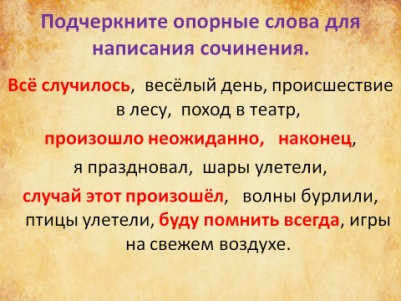 Подчеркните опорные слова для
написания сочинения.
Всё случилось, весёлый день, происшествие
в лесу, поход в театр,
произошло неожиданно, наконец,
я праздновал, шары улетели,
случай этот произошёл, волны бурлили,
птицы улетели, буду помнить всегда, игры
на свежем воздухе.